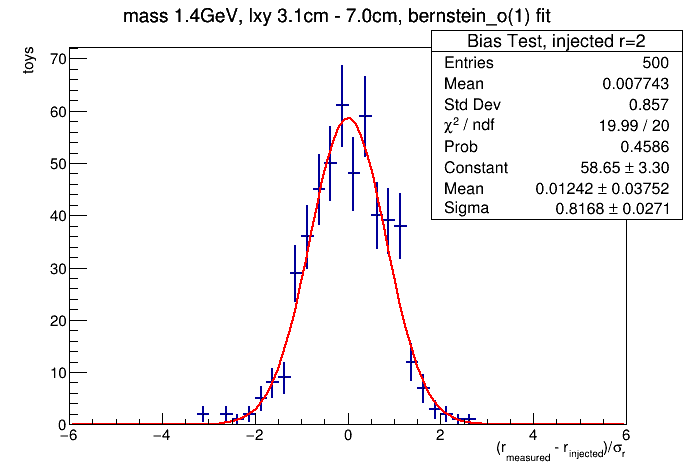 mass 1.4GeV, lxy 3.1cm - 7.0cm, bernstein_o(1) fit
Bias Test, injected r=2
Entries 500
Mean 0.007743
Std Dev 0.857
χ² / ndf 19.99 / 20
Prob 0.4586
Constant 58.65 ± 3.30
Mean 0.01242 ± 0.03752
Sigma 0.8168 ± 0.0271
toys
70
60
50
40
30
20
10
0
−6 −4 −2 0 2 4 6
(r_measured - r_injected)/σ_r